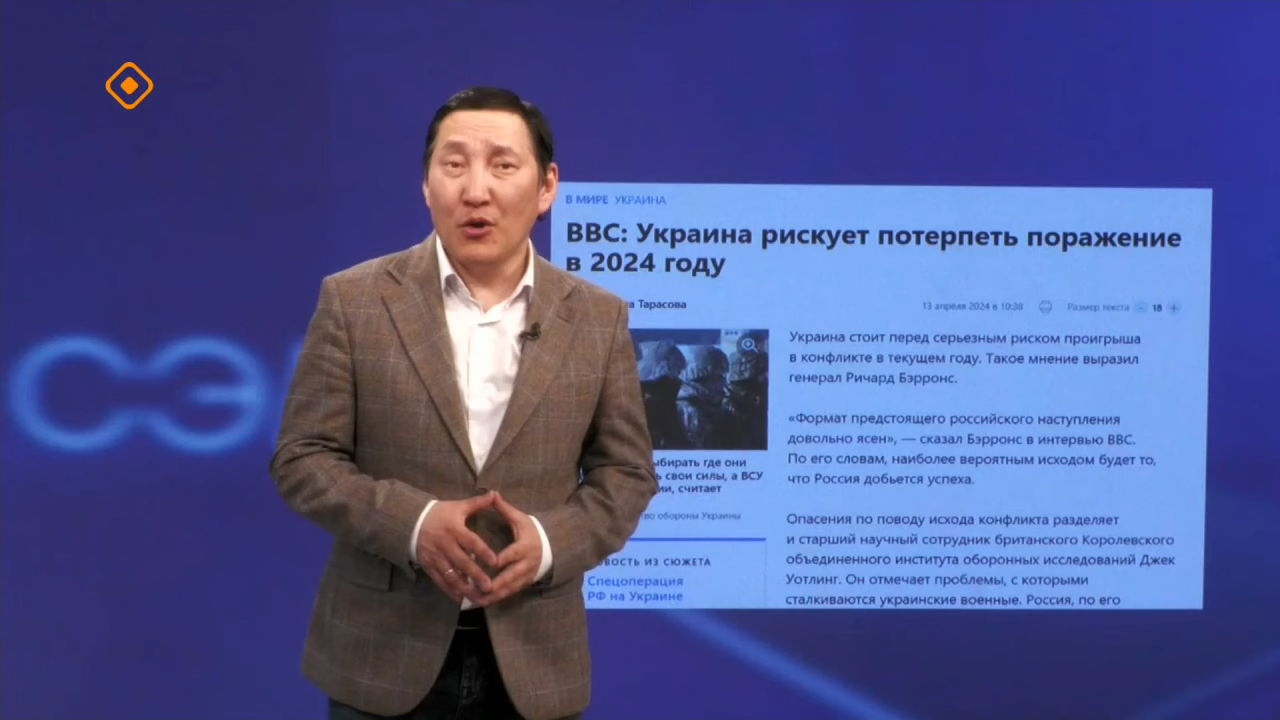 СЭ
В МИРЕ УКРАИНА
BBC: Украина рискует потерпеть поражение
в 2024 году
Тарасова
13 апреля 2024 в 10:38
Размер текста
18
Украина стоит перед серьезным риском проигрыша
в конфликте в текущем году. Такое мнение выразил
генерал Ричард Бэрронс.
«Формат предстоящего российского наступления
довольно ясен», — сказал Бэрронс в интервью BBC.
По его словам, наиболее вероятным исходом будет то,
что Россия добьется успеха.
Опасения по поводу исхода конфликта разделяет
и старший научный сотрудник британского Королевского
объединенного института оборонных исследований Джек
Уотлинг. Он отмечает проблемы, с которыми
сталкиваются украинские военные. Россия, по его
где они
свои силы, а ВСУ
считает
обороны Украины
ИЗ СЮЖЕТА
Спецоперация
РФ на Украине